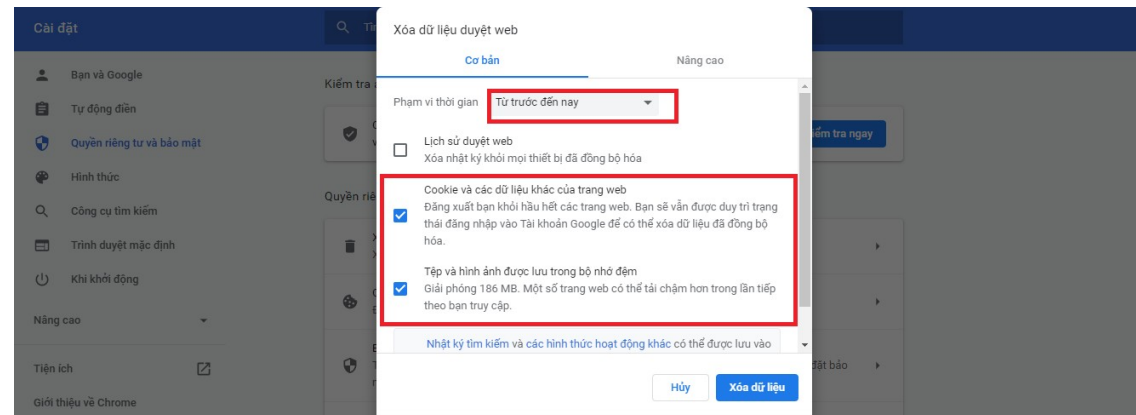 Cài đặt
Xóa dữ liệu duyệt web
Cơ bản
Nâng cao
Bạn và Google
Tự động điền
Quyền riêng tư và bảo mật
Hình thức
Công cụ tìm kiếm
Trình duyệt mặc định
Khi khởi động
Nâng cao
Tiện ích
Giới thiệu về Chrome
Kiểm tra
Quyền
Phạm vi thời gian Từ trước đến nay
Lịch sử duyệt web
Xóa nhật ký khỏi mọi thiết bị đã đồng bộ hóa
Cookie và các dữ liệu khác của trang web
Đăng xuất bạn khỏi hầu hết các trang web. Bạn sẽ vẫn được duy trì trạng
thái đăng nhập vào Tài khoản Google để có thể xóa dữ liệu đã đồng bộ
hóa.
Tệp và hình ảnh được lưu trong bộ nhớ đệm
Giải phóng 186 MB. Một số trang web có thể tải chậm hơn trong lần tiếp
theo bạn truy cập.
Nhật ký tìm kiếm và các hình thức hoạt động khác có thể được lưu vào
Hủy
Xóa dữ liệu
tra ngay
đặt bảo